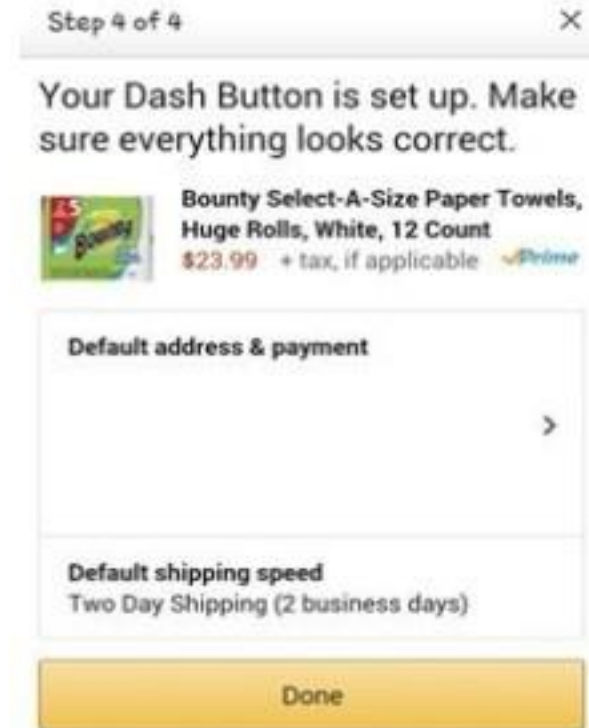 Step 4 of 4
Your Dash Button is set up. Make
sure everything looks correct.
Bounty
Bounty Select-A-Size Paper Towels,
Huge Rolls, White, 12 Count
$23.99 + tax, if applicable Prime
Default address & payment
Default shipping speed
Two Day Shipping (2 business days)
Done